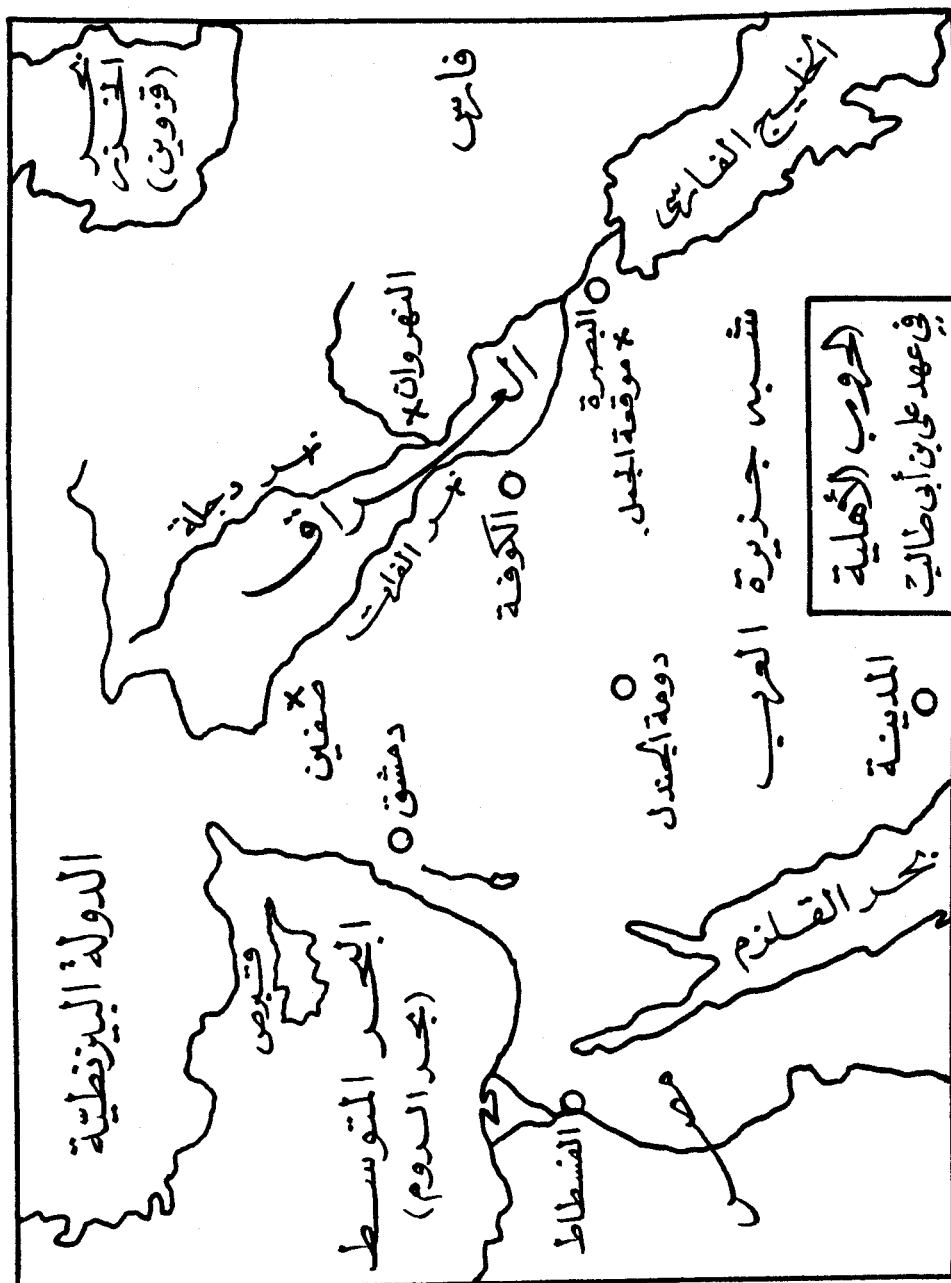 الحروب الأهلية
في عهد علي بن أبي طالب
بحر
الخزر
(قزوين)
فارس
الخليج الفارسي
النهروان
نهر دجلة
العراق
نهر الفرات
البصرة
موقعة الجمل
الكوفة
شبه جزيرة العرب
صفين
دمشق
دومة الجندل
المدينة
الدولة البيزنطية
قبرص
البحر المتوسط
(بحر الروم)
بحر القلزم
الفسطاط
مصر